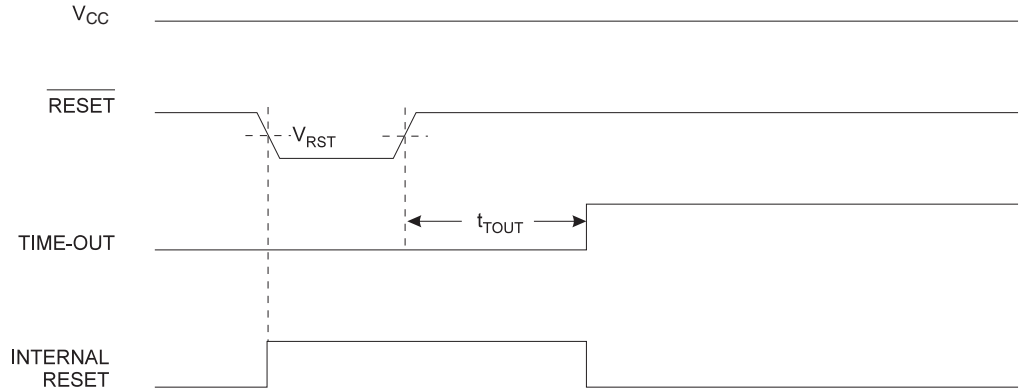 VCC
RESET
VRST
tTOUT
TIME-OUT
INTERNAL
RESET